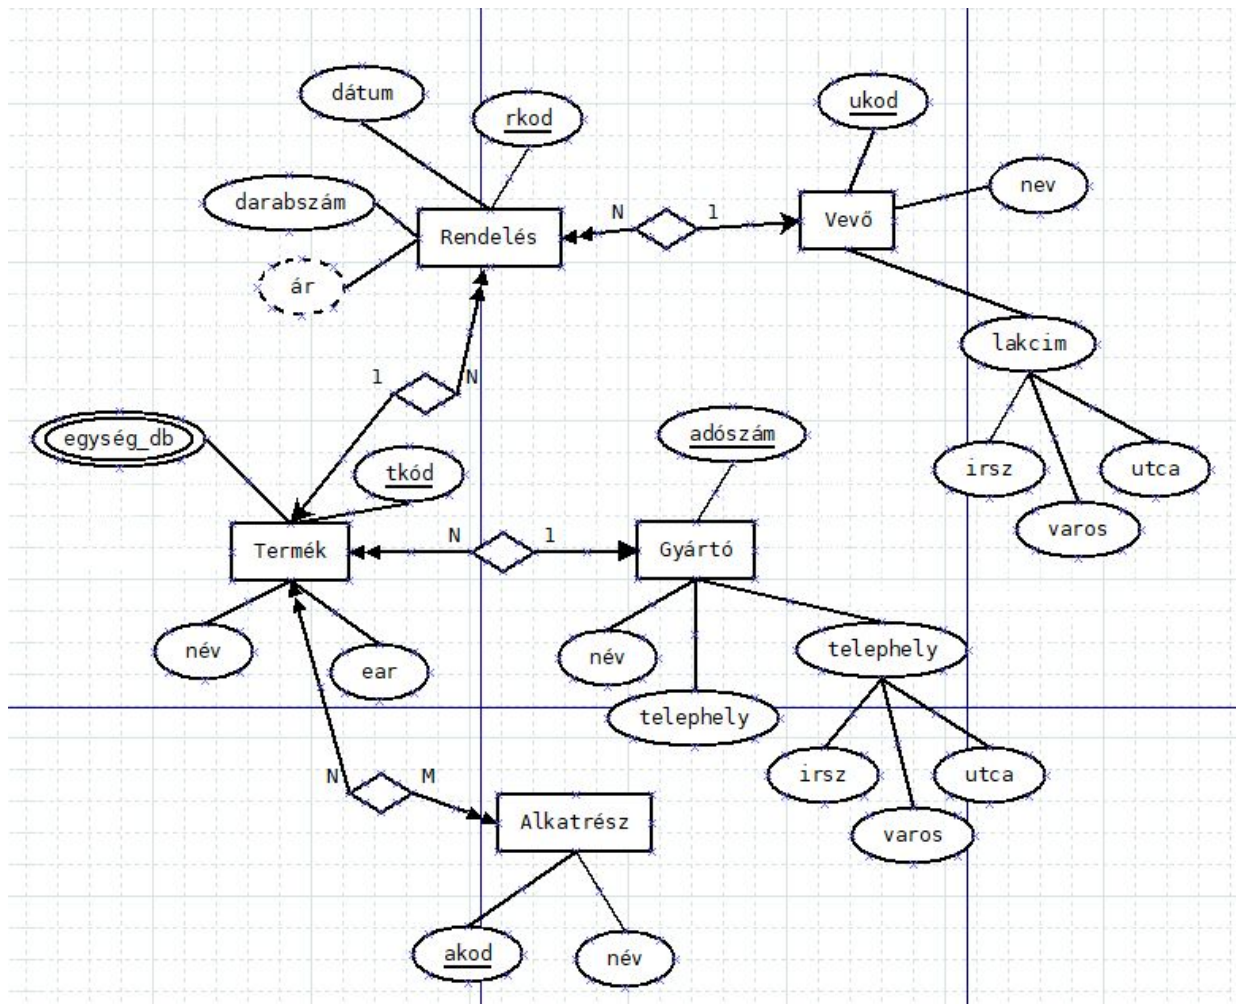 dátum
rkod
ukod
darabszám
nev
Rendelés
N
1
Vevő
ár
lakcim
1
N
egység_db
tkód
adószám
irsz
utca
varos
Termék
N
1
Gyártó
név
ear
név
telephely
telephely
irsz
utca
varos
N
M
Alkatrész
akod
név